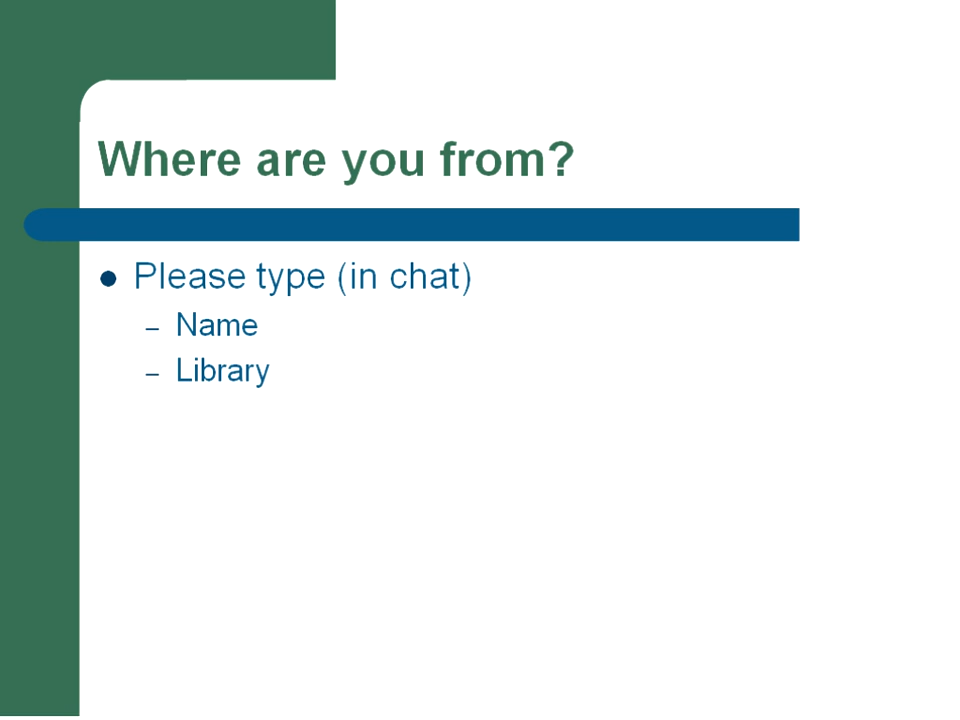 Where are you from?
Please type (in chat)
– Name
– Library